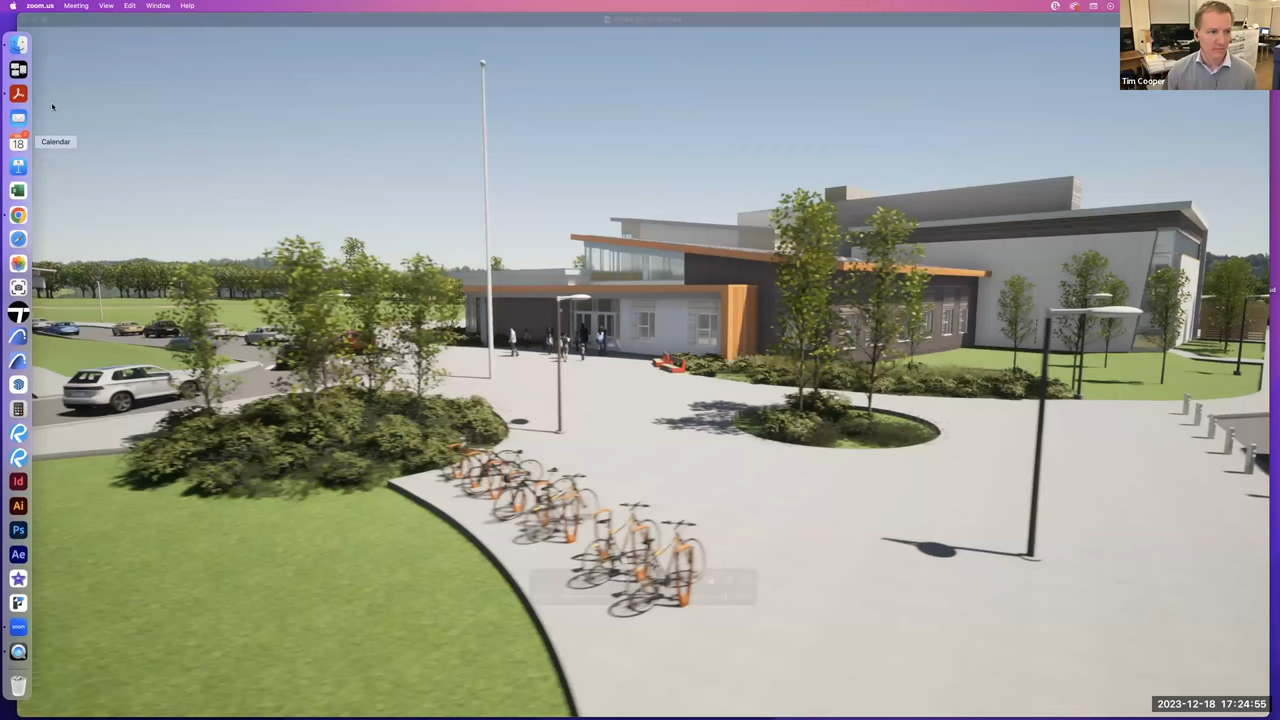 zoom.us Meeting View Edit Window Help
Tim Cooper
18
Calendar
Id
Ai
Ps
Ae
zoom
2023-12-18 17:24:55